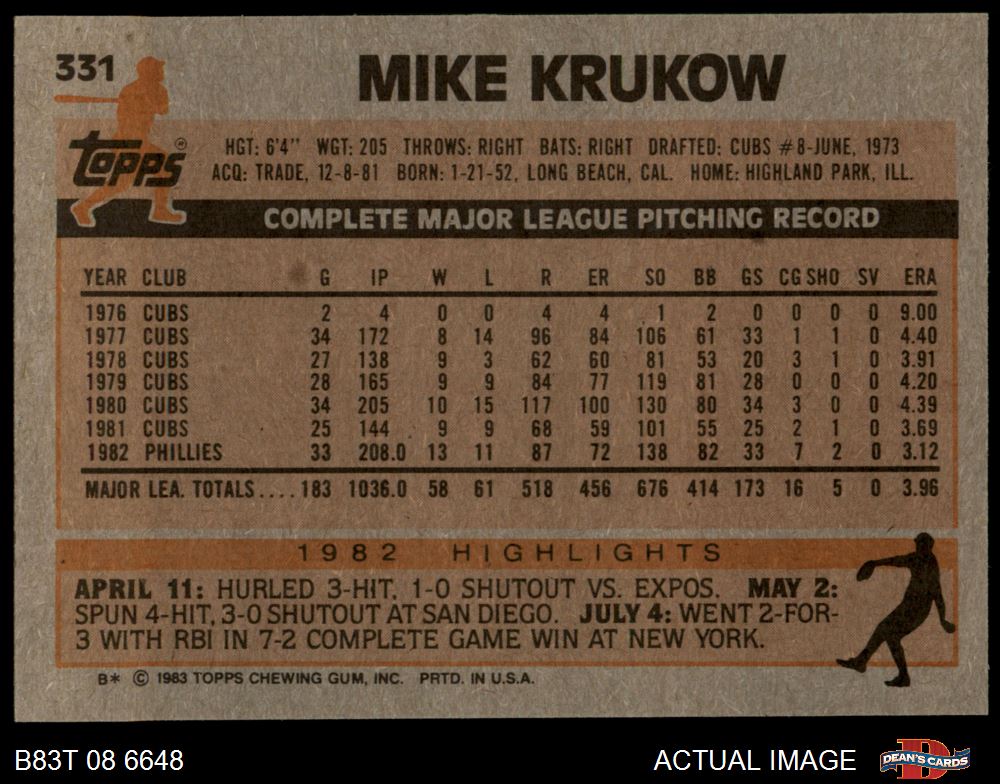 331
MIKE KRUKOW
Topps®
HGT: 6'4" WGT: 205 THROWS: RIGHT BATS: RIGHT DRAFTED: CUBS #8-JUNE, 1973
ACQ: TRADE, 12-8-81 BORN: 1-21-52, LONG BEACH, CAL. HOME: HIGHLAND PARK, ILL.
COMPLETE MAJOR LEAGUE PITCHING RECORD
YEAR CLUB G IP W L R ER SO BB GS CG SHO SV ERA
1976 CUBS 2 4 0 0 4 4 1 2 0 0 0 0 9.00
1977 CUBS 34 172 8 14 96 84 106 61 33 1 1 0 4.40
1978 CUBS 27 138 9 3 62 60 81 53 20 3 1 0 3.91
1979 CUBS 28 165 9 9 84 77 119 81 28 0 0 0 4.20
1980 CUBS 34 205 10 15 117 100 130 80 34 3 0 0 4.39
1981 CUBS 25 144 9 9 68 59 101 55 25 2 1 0 3.69
1982 PHILLIES 33 208.0 13 11 87 72 138 82 33 7 2 0 3.12
MAJOR LEA. TOTALS.... 183 1036.0 58 61 518 456 676 414 173 16 5 0 3.96
1982 HIGHLIGHTS
APRIL 11: HURLED 3-HIT, 1-0 SHUTOUT VS. EXPOS. MAY 2:
SPUN 4-HIT, 3-0 SHUTOUT AT SAN DIEGO. JULY 4: WENT 2-FOR-
3 WITH RBI IN 7-2 COMPLETE GAME WIN AT NEW YORK.
B* © 1983 TOPPS CHEWING GUM, INC. PRTD. IN U.S.A.
B83T 08 6648
ACTUAL IMAGE
D
DEAN'S CARDS